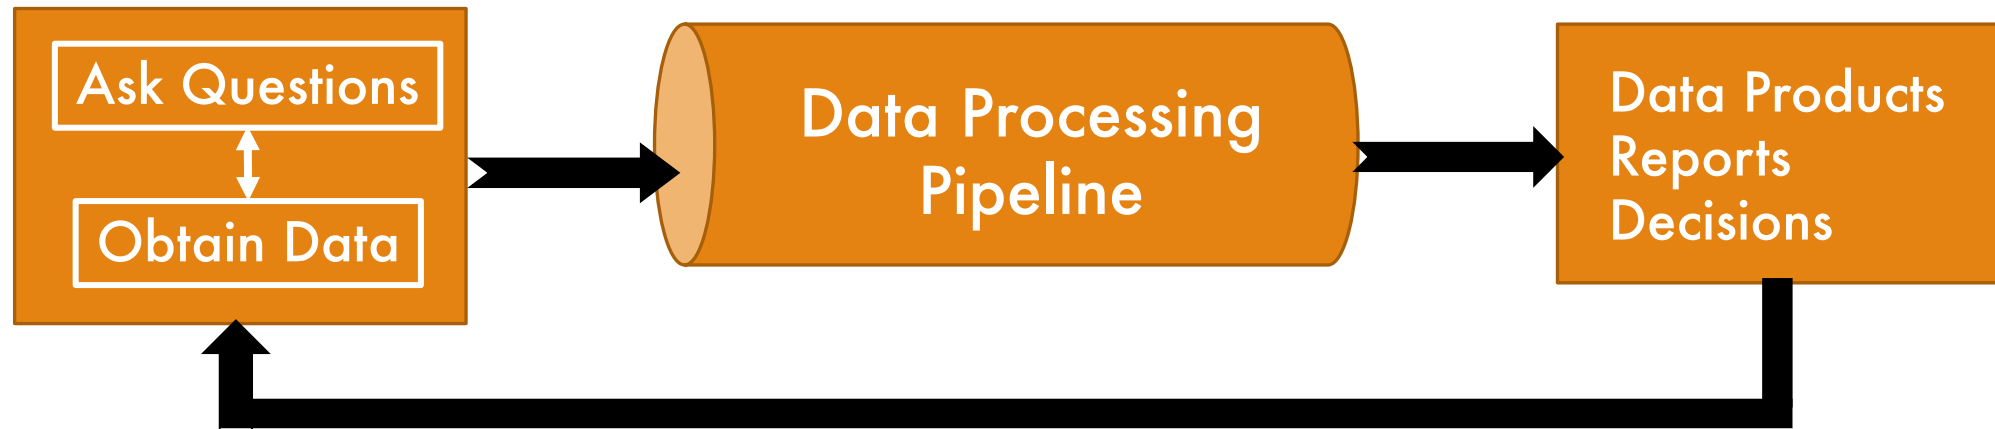 Ask Questions
Obtain Data
Data Processing
Pipeline
Data Products
Reports
Decisions